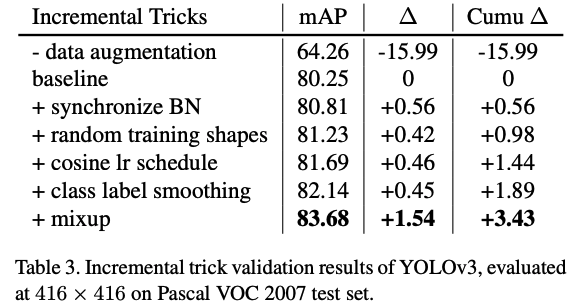 Incremental Tricks mAP Δ Cumu Δ
- data augmentation 64.26 -15.99 -15.99
baseline 80.25 0 0
+ synchronize BN 80.81 +0.56 +0.56
+ random training shapes 81.23 +0.42 +0.98
+ cosine lr schedule 81.69 +0.46 +1.44
+ class label smoothing 82.14 +0.45 +1.89
+ mixup 83.68 +1.54 +3.43
Table 3. Incremental trick validation results of YOLOv3, evaluated
at 416 × 416 on Pascal VOC 2007 test set.